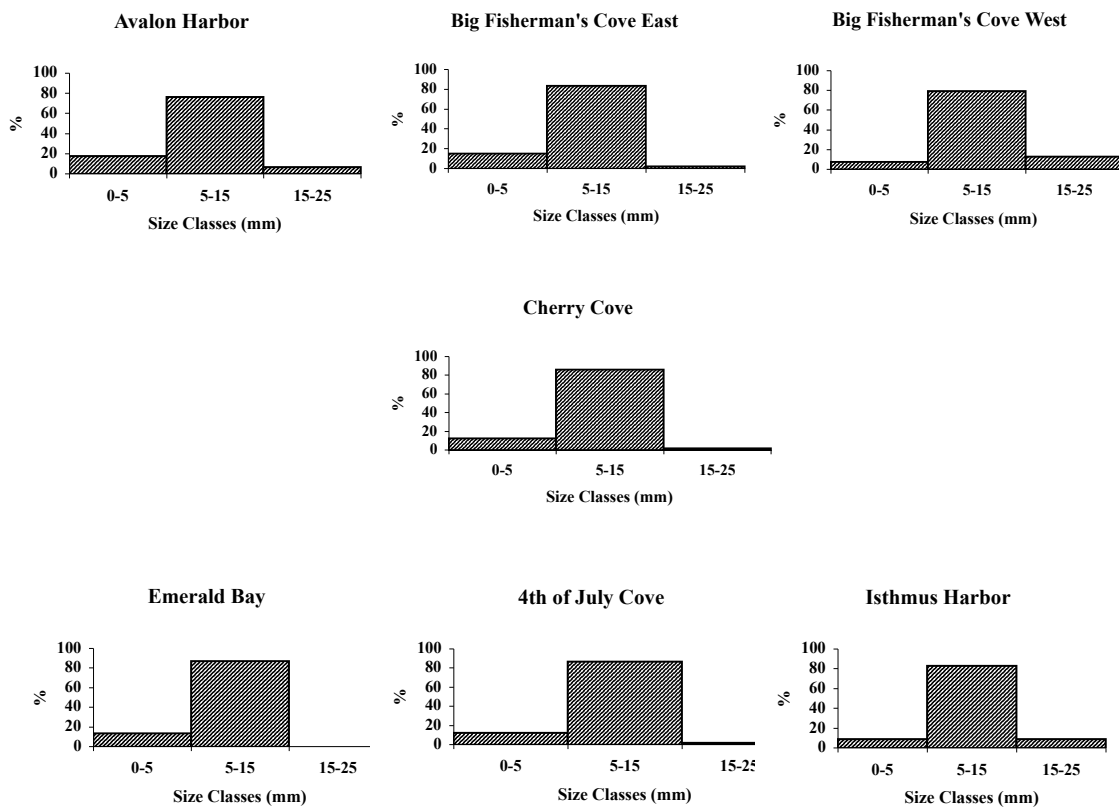 Avalon Harbor
100
80
60
40
20
0
%
0-5 5-15 15-25
Size Classes (mm)
Big Fisherman's Cove East
100
80
60
40
20
0
%
0-5 5-15 15-25
Size Classes (mm)
Big Fisherman's Cove West
100
80
60
40
20
0
%
0-5 5-15 15-25
Size Classes (mm)
Cherry Cove
100
80
60
40
20
0
%
0-5 5-15 15-25
Size Classes (mm)
Emerald Bay
100
80
60
40
20
0
%
0-5 5-15 15-25
Size Classes (mm)
4th of July Cove
100
80
60
40
20
0
%
0-5 5-15 15-25
Size Classes (mm)
Isthmus Harbor
100
80
60
40
20
0
%
0-5 5-15 15-25
Size Classes (mm)